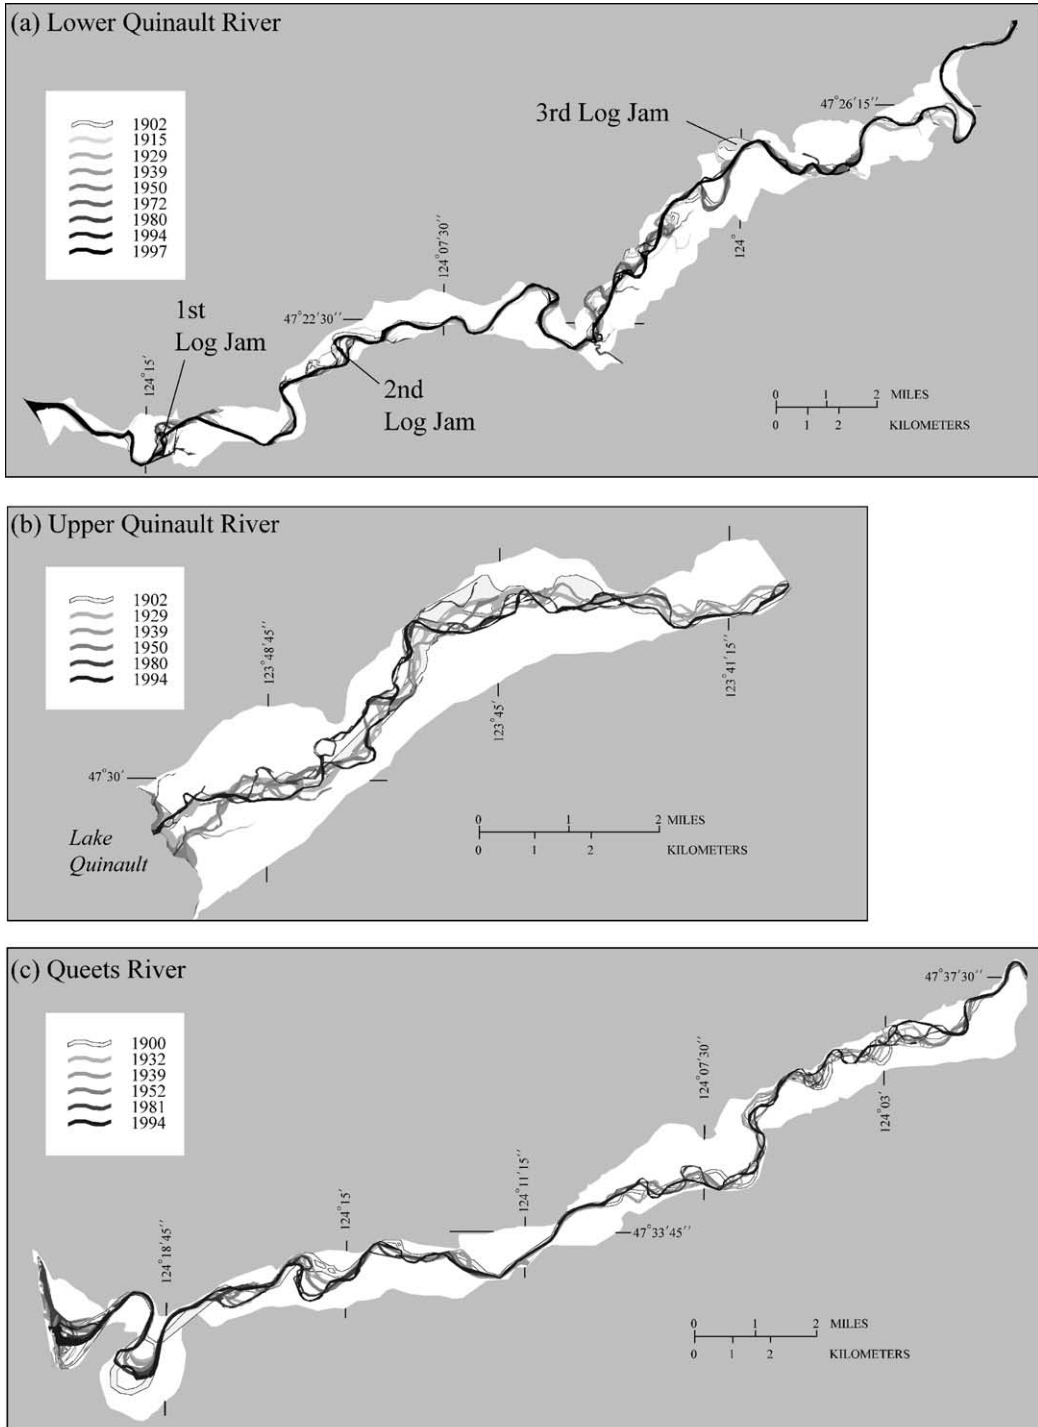 (a) Lower Quinault River
1902
1915
1929
1939
1950
1972
1980
1994
1997
3rd Log Jam
47°26'15''
124°
124°07'30''
47°22'30''
1st
Log Jam
124°15'
2nd
Log Jam
0 1 2 MILES
0 1 2 KILOMETERS
(b) Upper Quinault River
1902
1929
1939
1950
1980
1994
123°48'45''
123°45'
123°41'15''
47°30'
Lake
Quinault
0 1 2 MILES
0 1 2 KILOMETERS
(c) Queets River
1900
1932
1939
1952
1981
1994
47°37'30''
124°07'30''
124°03'
124°11'15''
124°15'
124°18'45''
47°33'45''
0 1 2 MILES
0 1 2 KILOMETERS